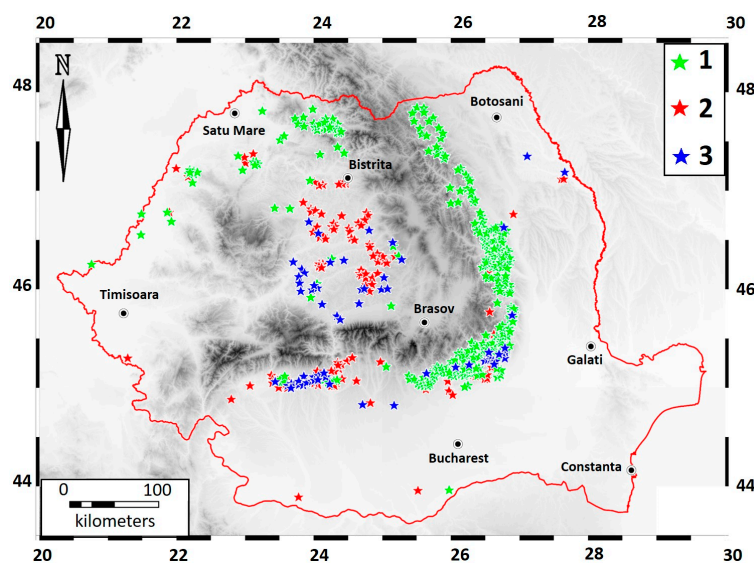 20 22 24 26 28 30
N
48
48
1
2
3
Botosani
Satu Mare
Bistrita
46
46
Timisoara
Brasov
Galati
Bucharest
Constanta
44
44
0 100
kilometers
20 22 24 26 28 30